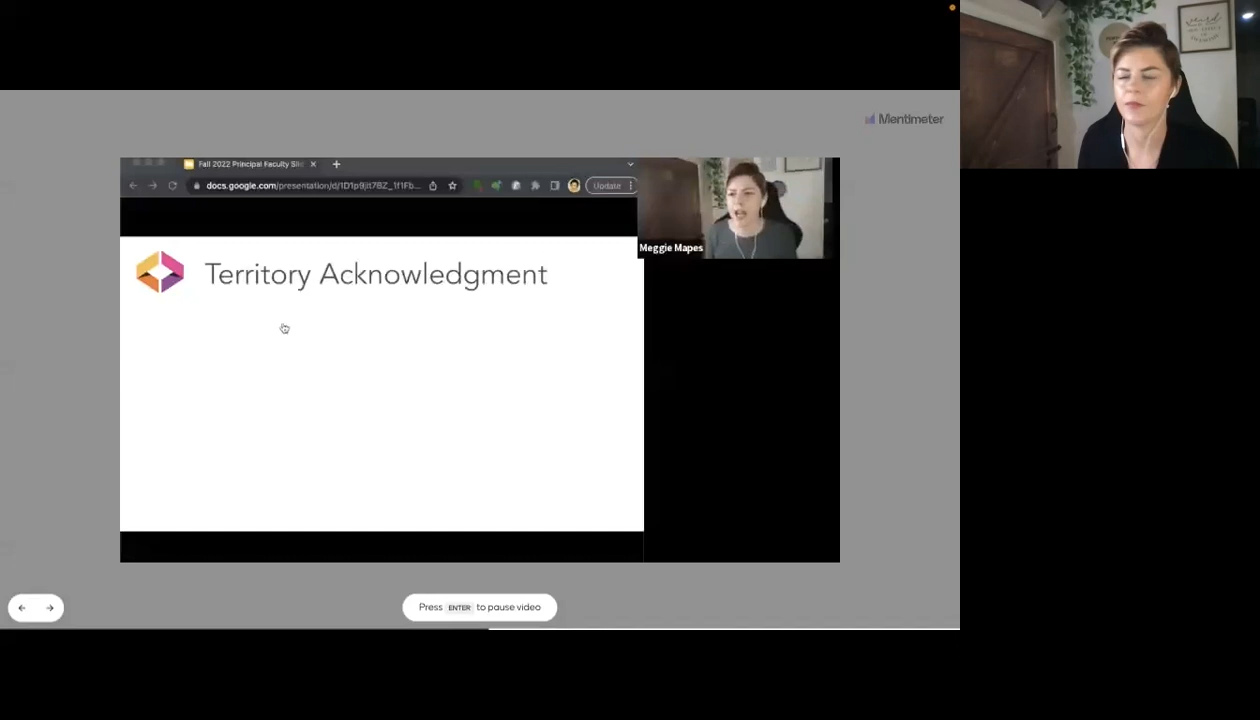 Mentimeter
Fall 2022 Principal Faculty Sli
docs.google.com/presentation/d/1D1p9jIt7BZ_1f1Fb...
Update
Meggie Mapes
Territory Acknowledgment
Press ENTER to pause video